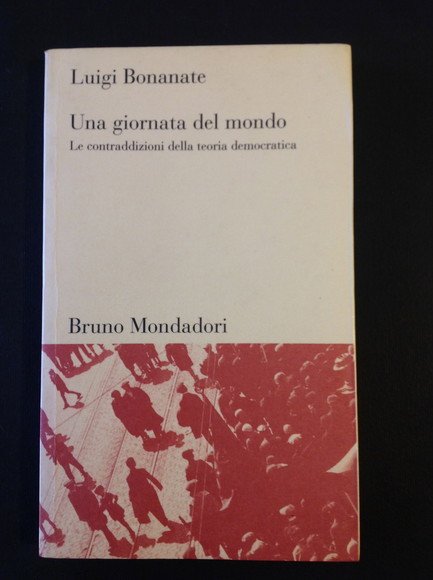 Luigi Bonanate
Una giornata del mondo
Le contraddizioni della teoria democratica
Bruno Mondadori